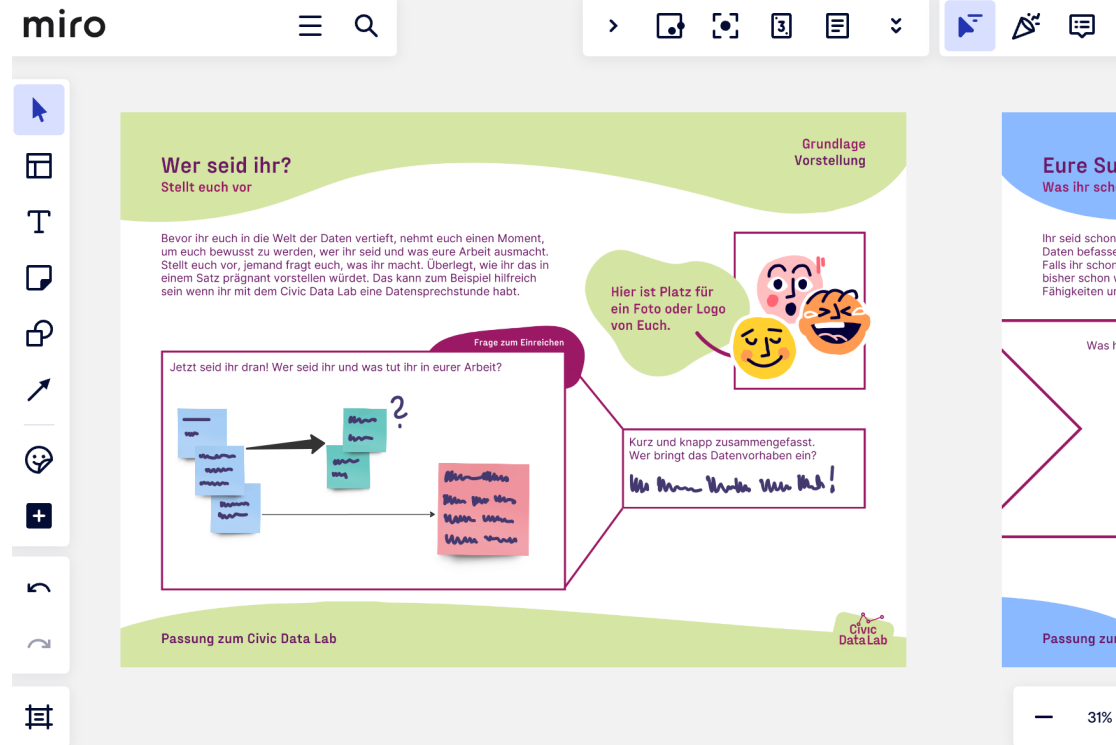 miro
3.
Wer seid ihr?
Stellt euch vor
Grundlage
Vorstellung
Bevor ihr euch in die Welt der Daten vertieft, nehmt euch einen Moment,
um euch bewusst zu werden, wer ihr seid und was eure Arbeit ausmacht.
Stellt euch vor, jemand fragt euch, was ihr macht. Überlegt, wie ihr das in
einem Satz prägnant vorstellen würdet. Das kann zum Beispiel hilfreich
sein wenn ihr mit dem Civic Data Lab eine Datensprechstunde habt.
Hier ist Platz für
ein Foto oder Logo
von Euch.
Frage zum Einreichen
Jetzt seid ihr dran! Wer seid ihr und was tut ihr in eurer Arbeit?
?
Kurz und knapp zusammengefasst.
Wer bringt das Datenvorhaben ein?
!
Passung zum Civic Data Lab
Civic
DataLab
Eure Su
Was ihr sch
Ihr seid schon
Daten befasse
Falls ihr schon
bisher schon w
Fähigkeiten u
Was h
Passung zu
31%